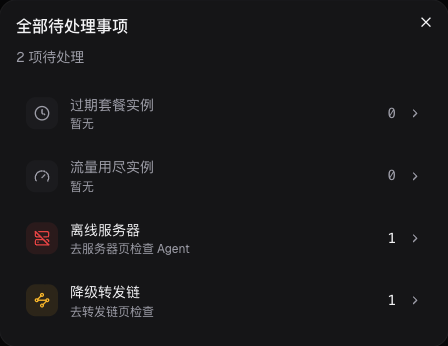 全部待处理事项
2 项待处理
过期套餐实例
暂无
0
流量用尽实例
暂无
0
离线服务器
去服务器页检查 Agent
1
降级转发链
去转发链页检查
1